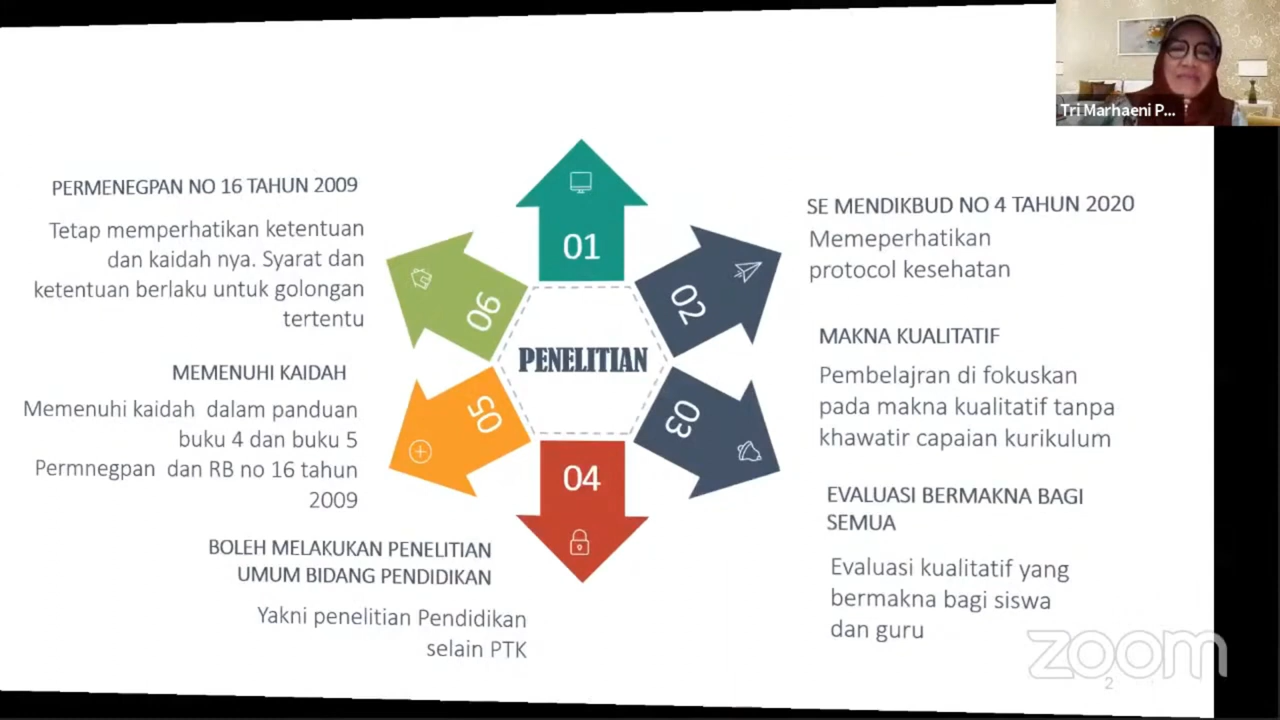 Tri Marhaeni P...
PERMENEGPAN NO 16 TAHUN 2009
Tetap memperhatikan ketentuan
dan kaidah nya. Syarat dan
ketentuan berlaku untuk golongan
tertentu
MEMENUHI KAIDAH
Memenuhi kaidah dalam panduan
buku 4 dan buku 5
Permnegpan dan RB no 16 tahun
2009
BOLEH MELAKUKAN PENELITIAN
UMUM BIDANG PENDIDIKAN
Yakni penelitian Pendidikan
selain PTK
01
02
03
04
05
06
PENELITIAN
SE MENDIKBUD NO 4 TAHUN 2020
Memeperhatikan
protocol kesehatan
MAKNA KUALITATIF
Pembelajran di fokuskan
pada makna kualitatif tanpa
khawatir capaian kurikulum
EVALUASI BERMAKNA BAGI
SEMUA
Evaluasi kualitatif yang
bermakna bagi siswa
dan guru
zoom
2